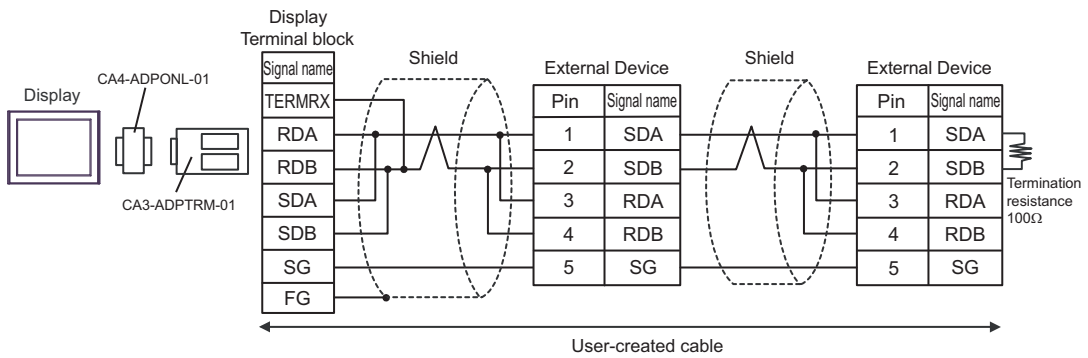 Display
Terminal block
Display
CA4-ADPONL-01
CA3-ADPTRM-01
Signal name
TERMRX
RDA
RDB
SDA
SDB
SG
FG
Shield
External Device
Pin Signal name
1 SDA
2 SDB
3 RDA
4 RDB
5 SG
Shield
External Device
Pin Signal name
1 SDA
2 SDB
3 RDA
4 RDB
5 SG
Termination
resistance
100Ω
User-created cable